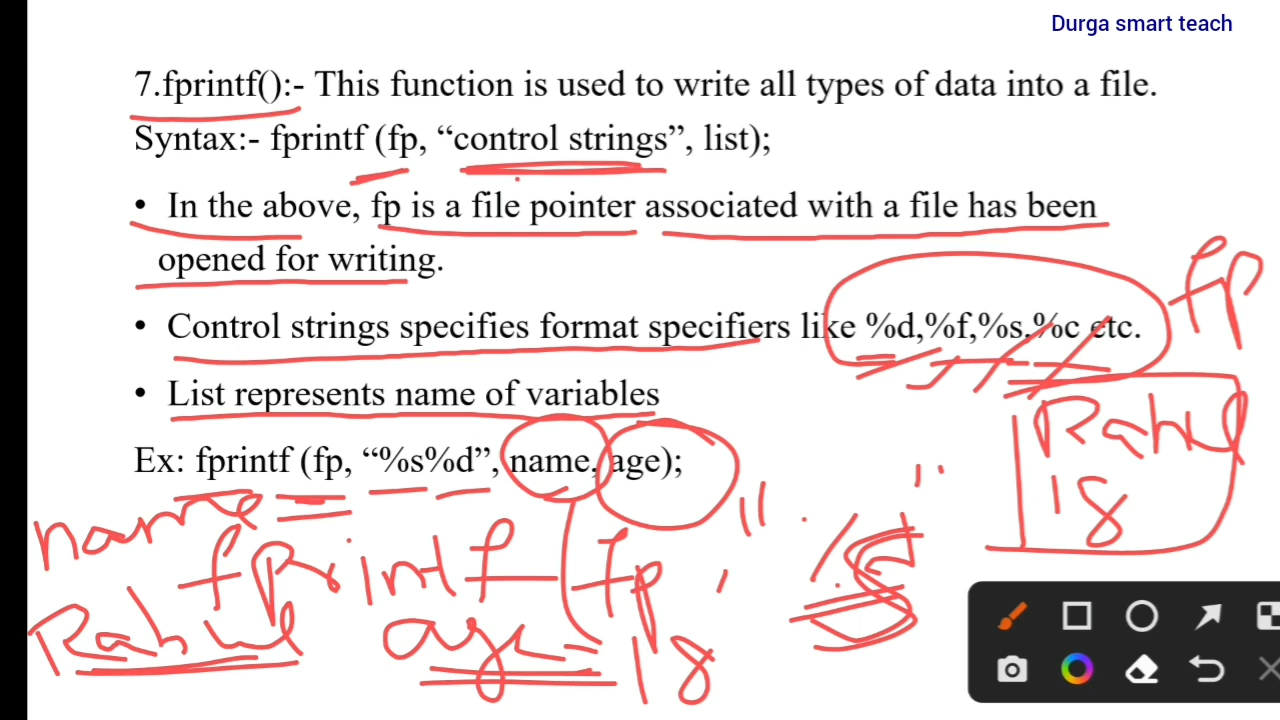 Durga smart teach
7.fprintf():- This function is used to write all types of data into a file.
Syntax:- fprintf (fp, “control strings”, list);
• In the above, fp is a file pointer associated with a file has been
opened for writing.
• Control strings specifies format specifiers like %d,%f,%s.%c etc.
fp
• List represents name of variables
Rahul
18
Ex: fprintf (fp, “%s%d”, name, age);
name =
fprintf (fp, "
Rahul
age = 18